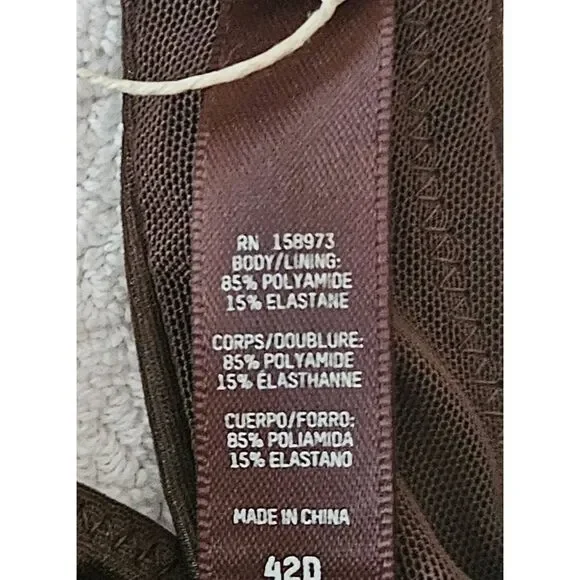 RN 158973
BODY/LINING:
85% POLYAMIDE
15% ELASTANE
CORPS/DOUBLURE:
85% POLYAMIDE
15% ÉLASTHANNE
CUERPO/FORRO:
85% POLIAMIDA
15% ELASTANO
MADE IN CHINA
42D